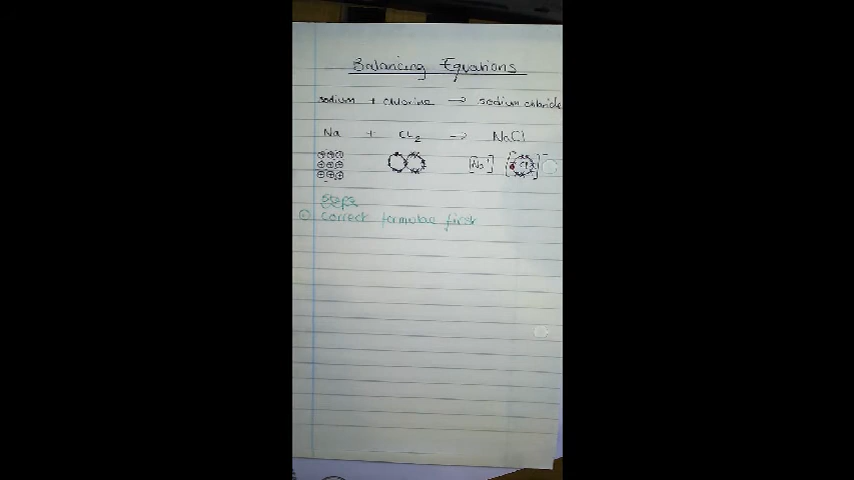 Balancing Equations
sodium + chlorine → sodium chloride
Na + CL2 → NaCl
[Na+] [Cl]-
steps
① correct formulae first